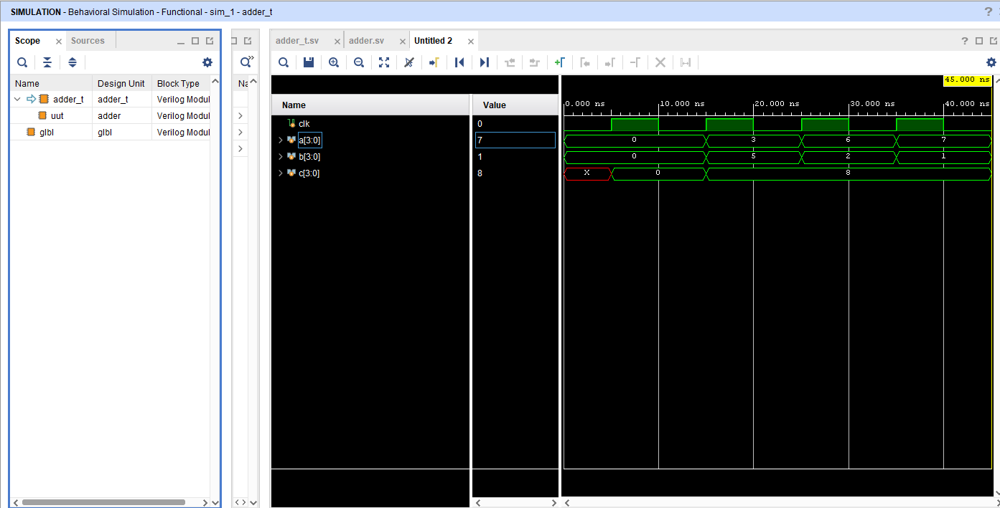 SIMULATION - Behavioral Simulation - Functional - sim_1 - adder_t
?
Scope
Sources
Name Design Unit Block Type
adder_t adder_t Verilog Modul
uut adder Verilog Modul
glbl glbl Verilog Modul
Na
adder_t.sv
adder.sv
Untitled 2
?
Name Value
clk 0
a[3:0] 7
b[3:0] 1
c[3:0] 8
45.000 ns
0.000 ns 10.000 ns 20.000 ns 30.000 ns 40.000 ns
0 3 6 7
0 5 2 1
X 0 8